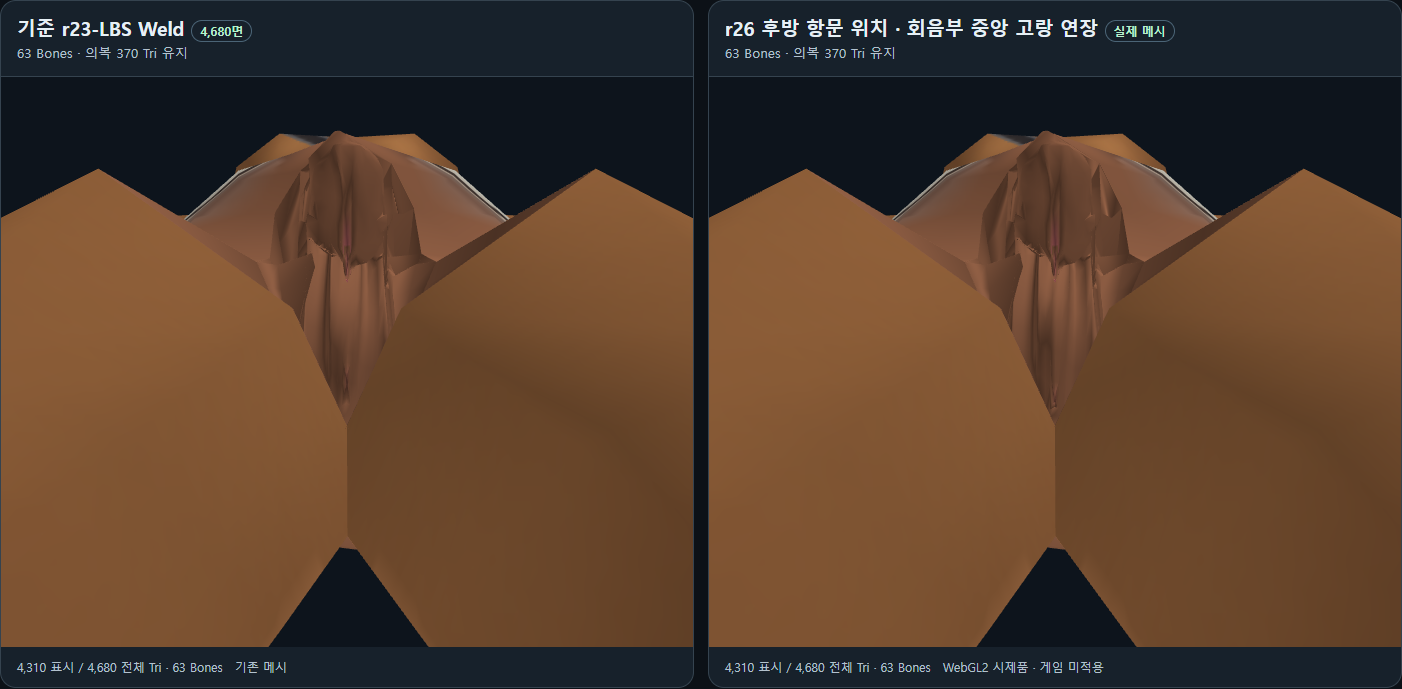 기준 r23-LBS Weld 4,680면
63 Bones · 의복 370 Tri 유지
4,310 표시 / 4,680 전체 Tri · 63 Bones 기존 메시
r26 후방 항문 위치 · 회음부 중앙 고랑 연장 실제 메시
63 Bones · 의복 370 Tri 유지
4,310 표시 / 4,680 전체 Tri · 63 Bones WebGL2 시제품 · 게임 미적용